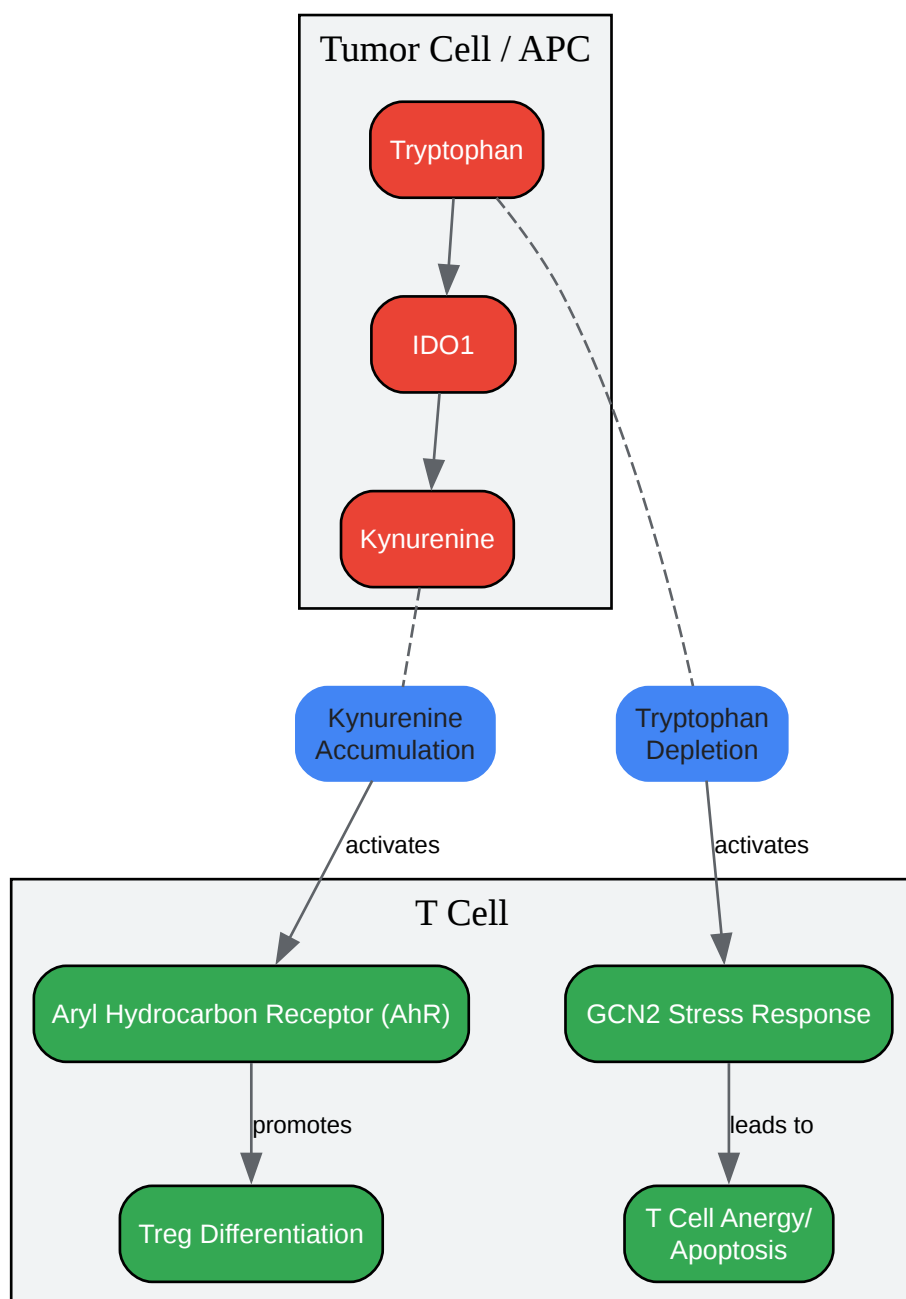 Tumor Cell / APC
Tryptophan
IDO1
Kynurenine
Kynurenine
Accumulation
Tryptophan
Depletion
activates
activates
T Cell
Aryl Hydrocarbon Receptor (AhR)
GCN2 Stress Response
promotes
leads to
Treg Differentiation
T Cell Anergy/
Apoptosis